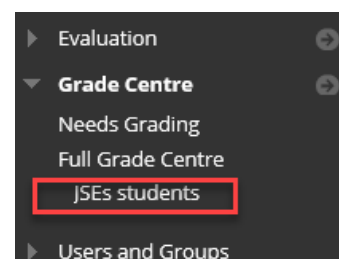 Evaluation
Grade Centre
Needs Grading
Full Grade Centre
JSEs students
Users and Groups